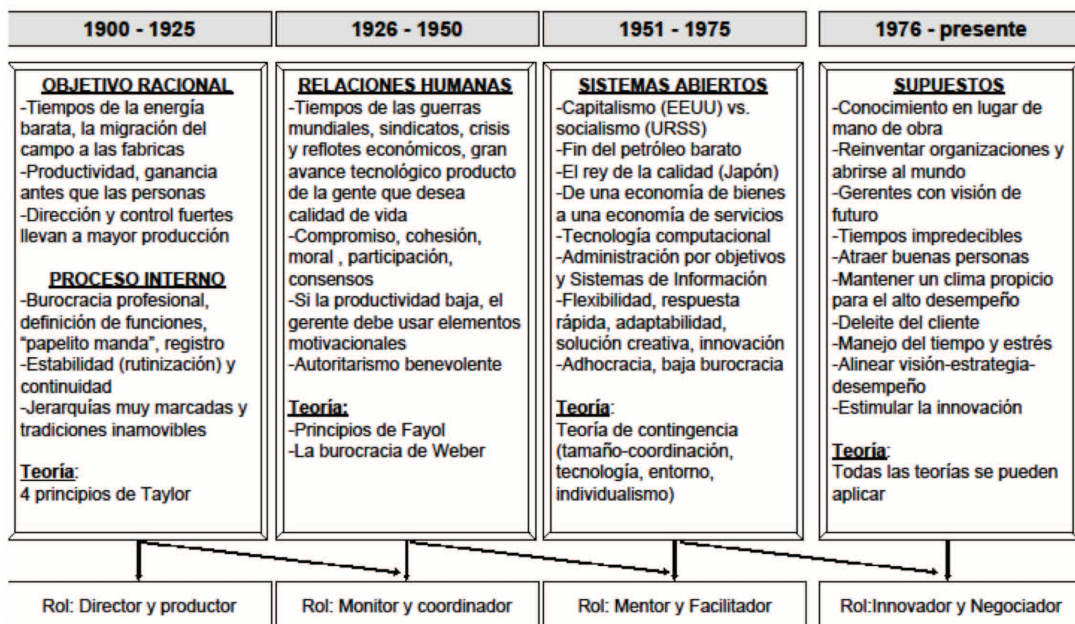 1900 - 1925
1926 - 1950
1951 - 1975
1976 - presente
OBJETIVO RACIONAL
-Tiempos de la energía
barata, la migración del
campo a las fabricas
-Productividad, ganancia
antes que las personas
-Dirección y control fuertes
llevan a mayor producción
PROCESO INTERNO
-Burocracia profesional,
definición de funciones,
"papelito manda", registro
-Estabilidad (rutinización) y
continuidad
-Jerarquías muy marcadas y
tradiciones inamovibles
Teoría:
4 principios de Taylor
RELACIONES HUMANAS
-Tiempos de las guerras
mundiales, sindicatos, crisis
y reflotes económicos, gran
avance tecnológico producto
de la gente que desea
calidad de vida
-Compromiso, cohesión,
moral , participación,
consensos
-Si la productividad baja, el
gerente debe usar elementos
motivacionales
-Autoritarismo benevolente
Teoría:
-Principios de Fayol
-La burocracia de Weber
SISTEMAS ABIERTOS
-Capitalismo (EEUU) vs.
socialismo (URSS)
-Fin del petróleo barato
-El rey de la calidad (Japón)
-De una economía de bienes
a una economía de servicios
-Tecnología computacional
-Administración por objetivos
y Sistemas de Información
-Flexibilidad, respuesta
rápida, adaptabilidad,
solución creativa, innovación
-Adhocracia, baja burocracia
Teoría:
Teoría de contingencia
(tamaño-coordinación,
tecnología, entorno,
individualismo)
SUPUESTOS
-Conocimiento en lugar de
mano de obra
-Reinventar organizaciones y
abrirse al mundo
-Gerentes con visión de
futuro
-Tiempos impredecibles
-Atraer buenas personas
-Mantener un clima propicio
para el alto desempeño
-Deleite del cliente
-Manejo del tiempo y estrés
-Alinear visión-estrategia-
desempeño
-Estimular la innovación
Teoría:
Todas las teorías se pueden
aplicar
Rol: Director y productor
Rol: Monitor y coordinador
Rol: Mentor y Facilitador
Rol:Innovador y Negociador